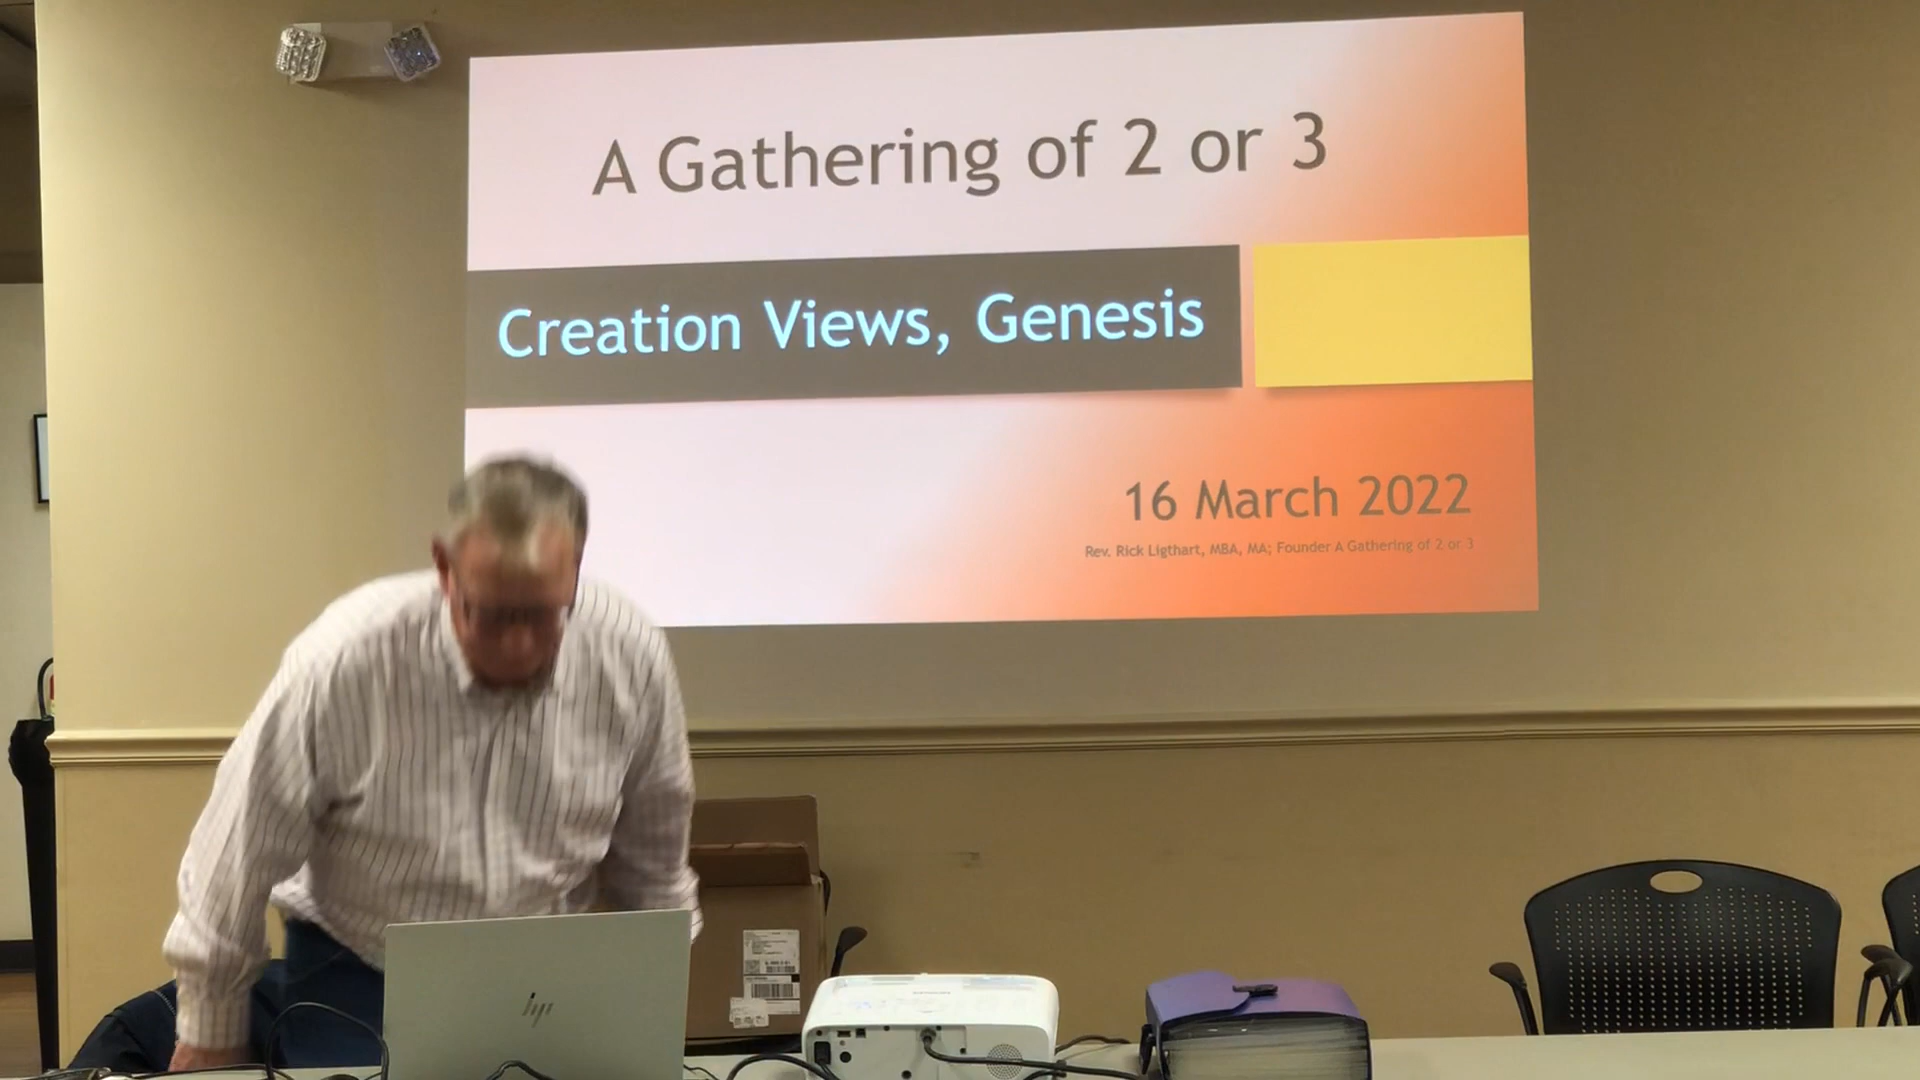 A Gathering of 2 or 3
Creation Views, Genesis
16 March 2022
Rev. Rick Ligthart, MBA, MA; Founder A Gathering of 2 or 3
hp